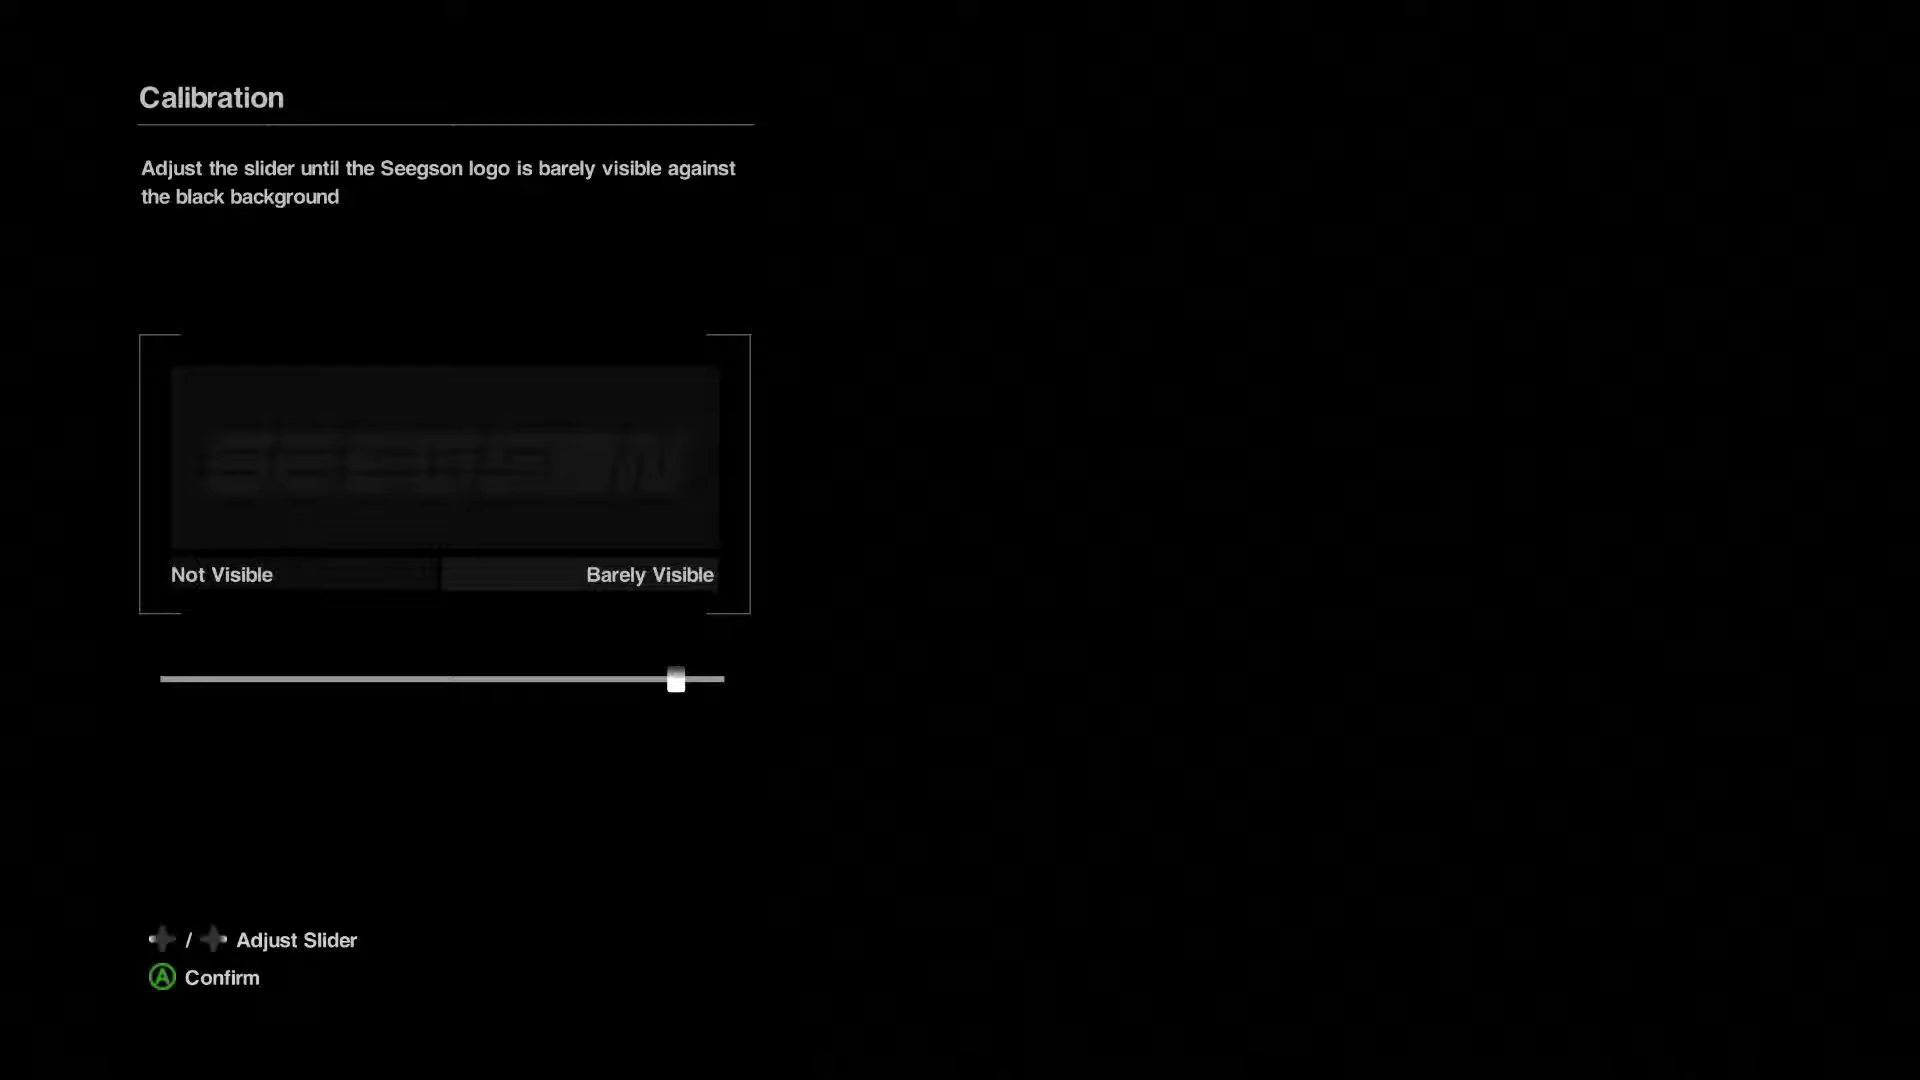 Calibration
Adjust the slider until the Seegson logo is barely visible against
the black background
SEEGSON
Not Visible
Barely Visible
/ Adjust Slider
A Confirm